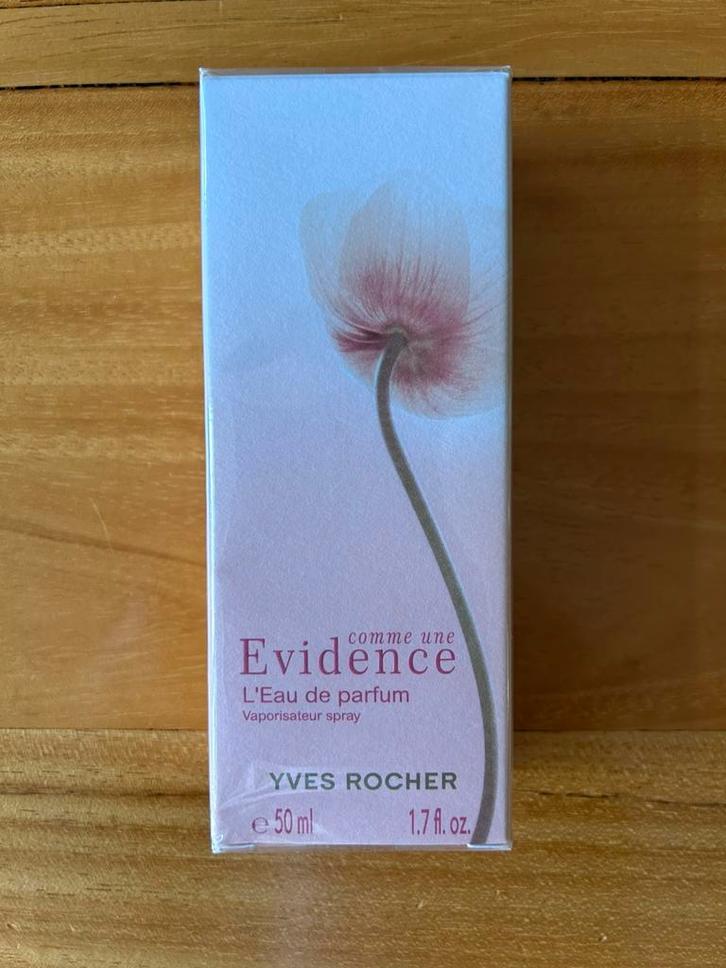 comme une
Evidence
L'Eau de parfum
Vaporisateur spray
YVES ROCHER
℮ 50 ml 1.7 fl. oz.